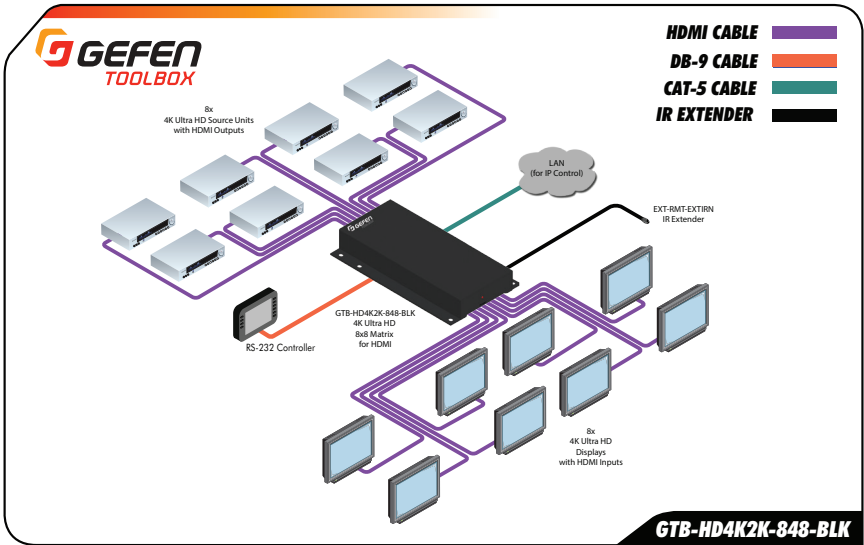 GEFEN
TOOLBOX
HDMI CABLE
DB-9 CABLE
CAT-5 CABLE
IR EXTENDER
8x
4K Ultra HD Source Units
with HDMI Outputs
LAN
(for IP Control)
EXT-RMT-EXTIRN
IR Extender
GEFEN
GTB-HD4K2K-848-BLK
4K Ultra HD
8x8 Matrix
for HDMI
RS-232 Controller
8x
4K Ultra HD
Displays
with HDMI Inputs
GTB-HD4K2K-848-BLK